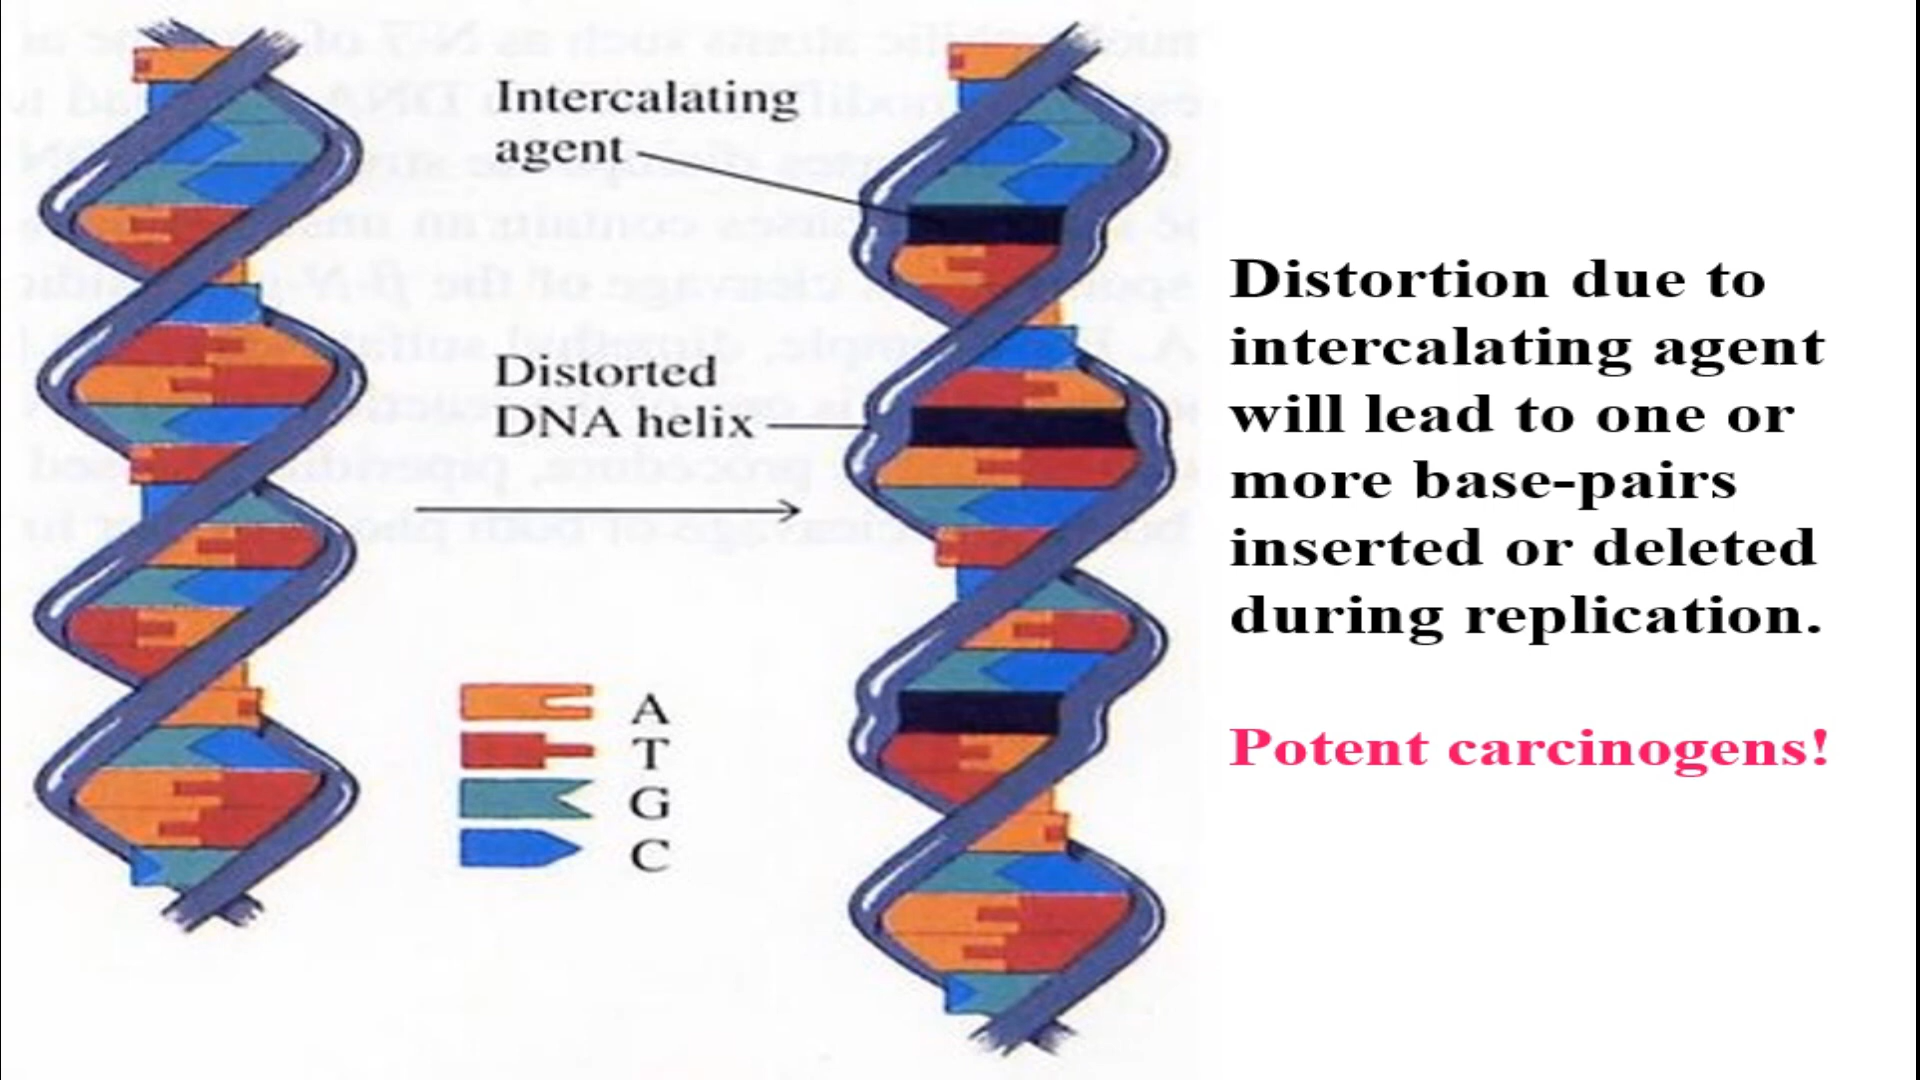 Intercalating
agent
Distorted
DNA helix
A
T
G
C
Distortion due to
intercalating agent
will lead to one or
more base-pairs
inserted or deleted
during replication.
Potent carcinogens!